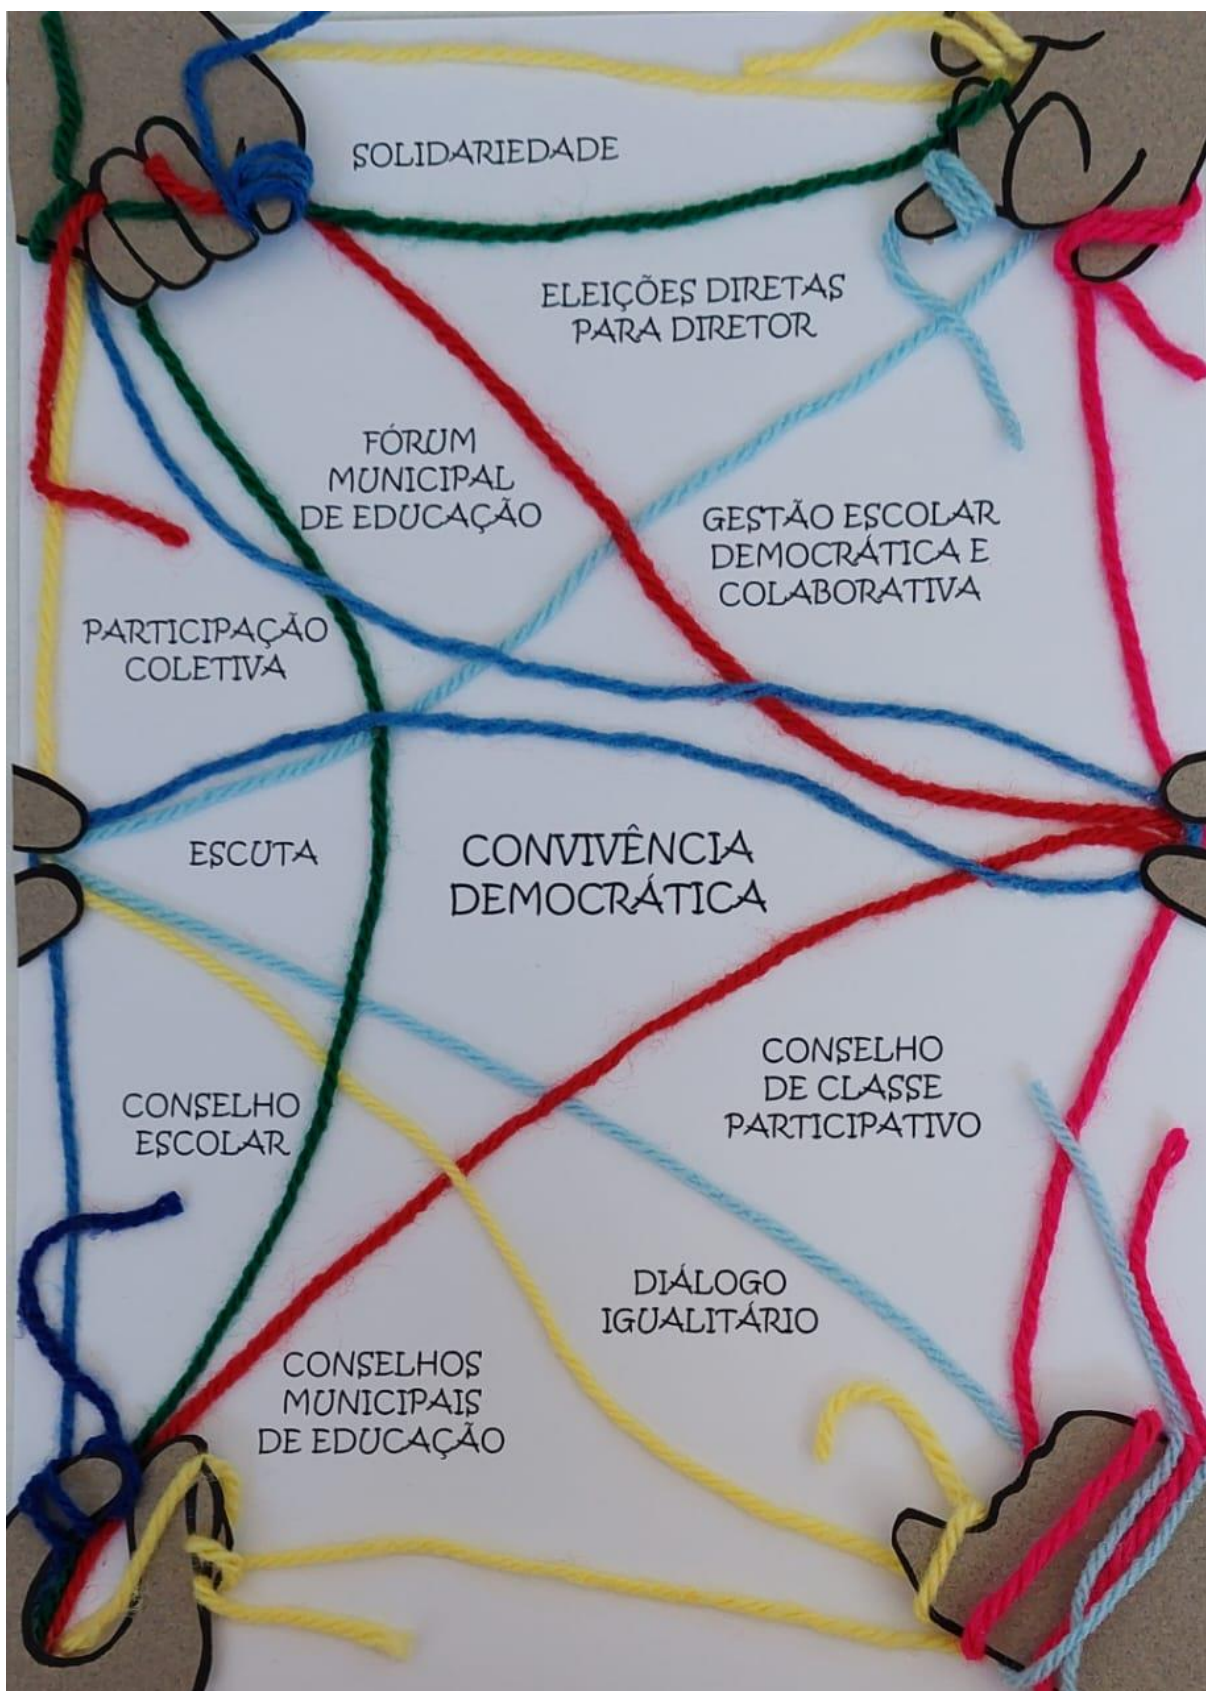 SOLIDARIEDADE
ELEIÇÕES DIRETAS
PARA DIRETOR
FÓRUM
MUNICIPAL
DE EDUCAÇÃO
GESTÃO ESCOLAR
DEMOCRÁTICA E
COLABORATIVA
PARTICIPAÇÃO
COLETIVA
ESCUTA
CONVIVÊNCIA
DEMOCRÁTICA
CONSELHO
DE CLASSE
PARTICIPATIVO
CONSELHO
ESCOLAR
DIÁLOGO
IGUALITÁRIO
CONSELHOS
MUNICIPAIS
DE EDUCAÇÃO